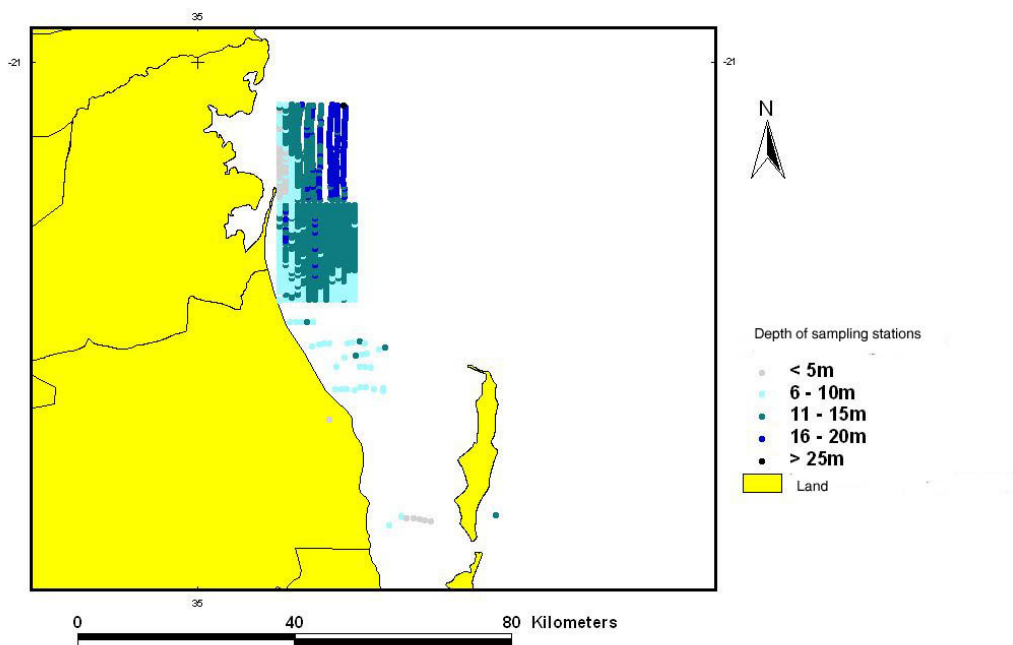 35
-21
-21
N
Depth of sampling stations
< 5m
6 - 10m
11 - 15m
16 - 20m
> 25m
Land
35
0 40 80 Kilometers